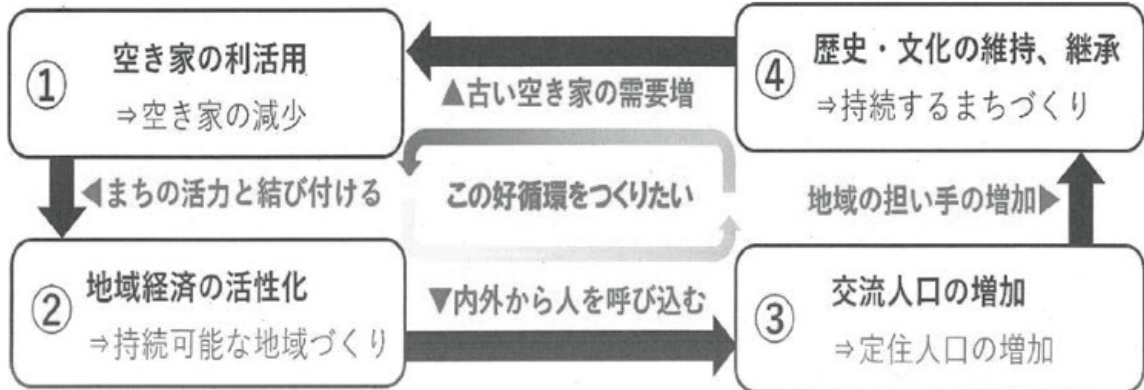 ①
空き家の利活用
⇒空き家の減少
◀まちの活力と結び付ける
②
地域経済の活性化
⇒持続可能な地域づくり
▼内外から人を呼び込む
③
交流人口の増加
⇒定住人口の増加
地域の担い手の増加▶
④
歴史・文化の維持、継承
⇒持続するまちづくり
▲古い空き家の需要増
この好循環をつくりたい